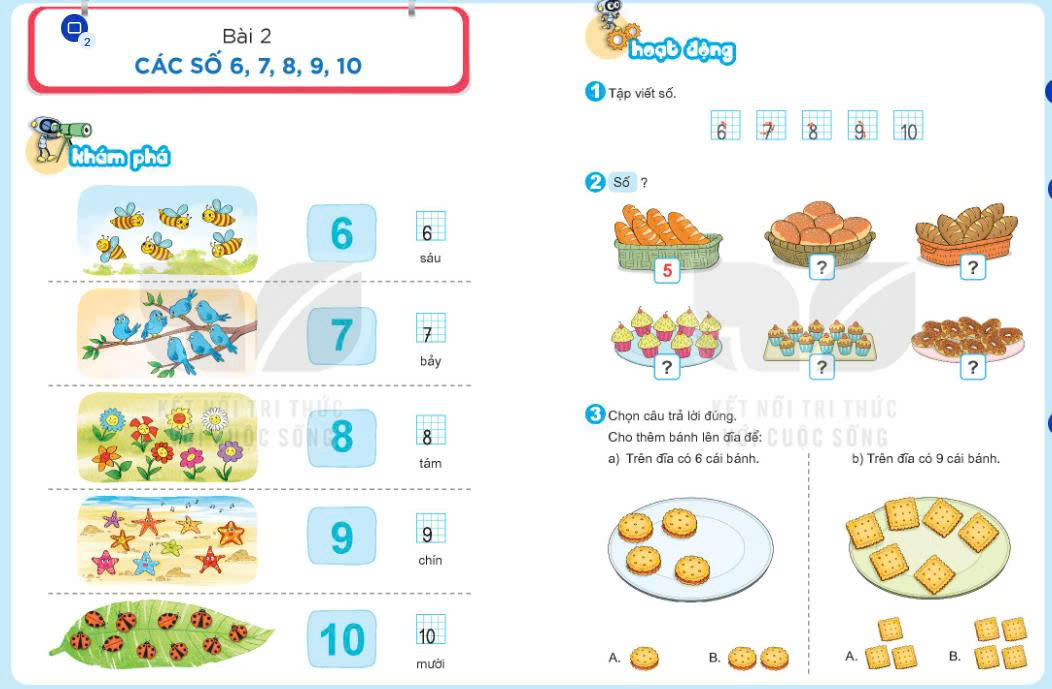 2
Bài 2
CÁC SỐ 6, 7, 8, 9, 10
khám phá
6
6
sáu
7
7
bảy
8
8
tám
9
9
chín
10
10
mười
hoạt động
1 Tập viết số.
6 7 8 9 10
2 Số ?
5 ? ?
? ? ?
3 Chọn câu trả lời đúng.
Cho thêm bánh lên đĩa để:
a) Trên đĩa có 6 cái bánh.
b) Trên đĩa có 9 cái bánh.
A. B.
A. B.
KẾT NỐI TRI THỨC
VỚI CUỘC SỐNG
KẾT NỐI TRI THỨC
VỚI CUỘC SỐNG